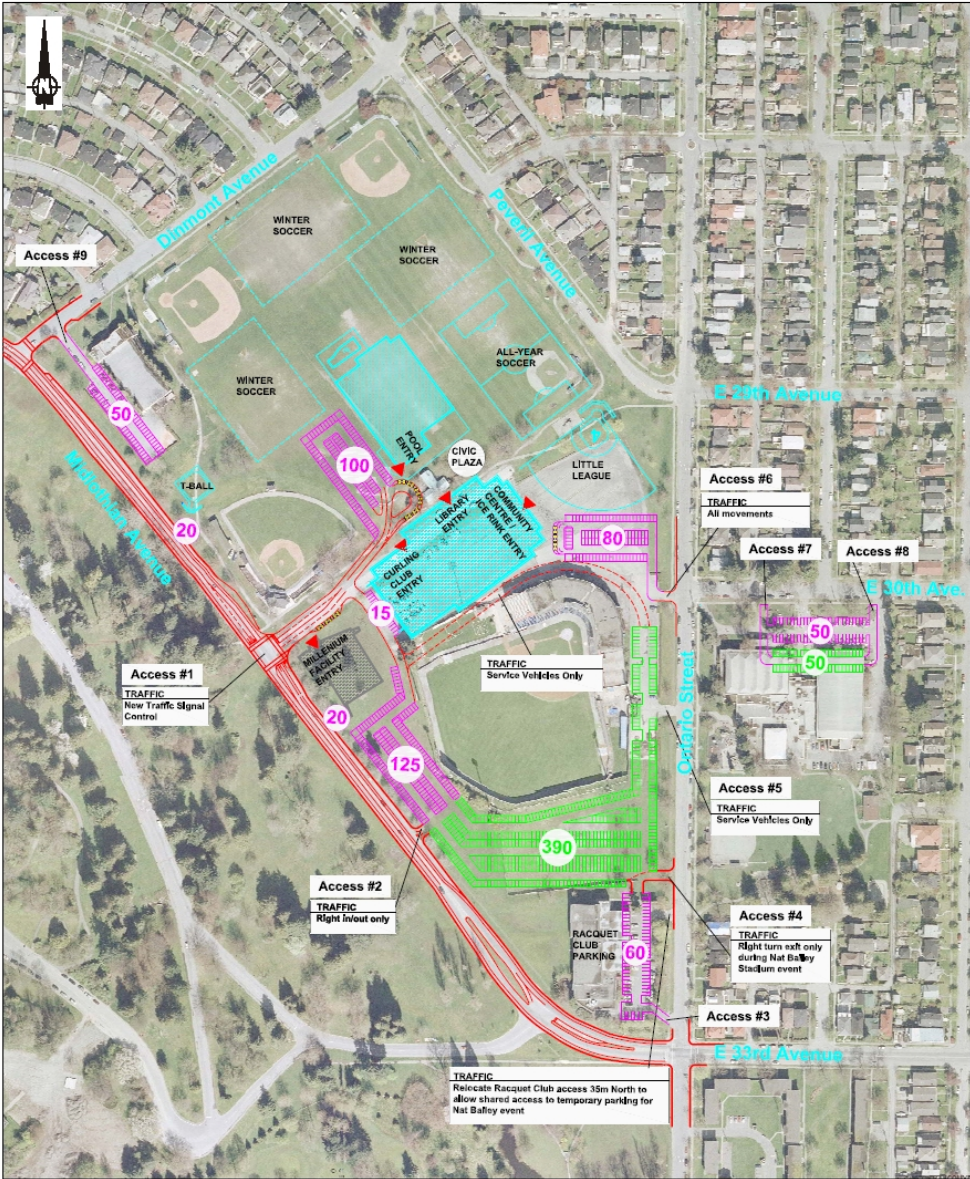 N
Dinmont Avenue
Peveril Avenue
WINTER
SOCCER
WINTER
SOCCER
Access #9
ALL-YEAR
SOCCER
WINTER
SOCCER
E 29th Avenue
50
POOL
ENTRY
CIVIC
PLAZA
100
LITTLE
LEAGUE
T-BALL
LIBRARY
ENTRY
COMMUNITY
CENTRE /
ICE RINK ENTRY
Access #6
TRAFFIC
All movements
20
Midlothian Avenue
80
Access #7
Access #8
CURLING
CLUB
ENTRY
E 30th Ave.
15
50
50
MILLENIUM
FACILITY
ENTRY
TRAFFIC
Service Vehicles Only
Access #1
TRAFFIC
New Traffic Signal
Control
Ontario Street
20
125
Access #5
TRAFFIC
Service Vehicles Only
390
Access #2
TRAFFIC
Right in/out only
Access #4
TRAFFIC
Right turn exit only
during Nat Bailey
Stadium event
RACQUET
CLUB
PARKING
60
Access #3
E 33rd Avenue
TRAFFIC
Relocate Racquet Club access 35m North to
allow shared access to temporary parking for
Nat Bailey event